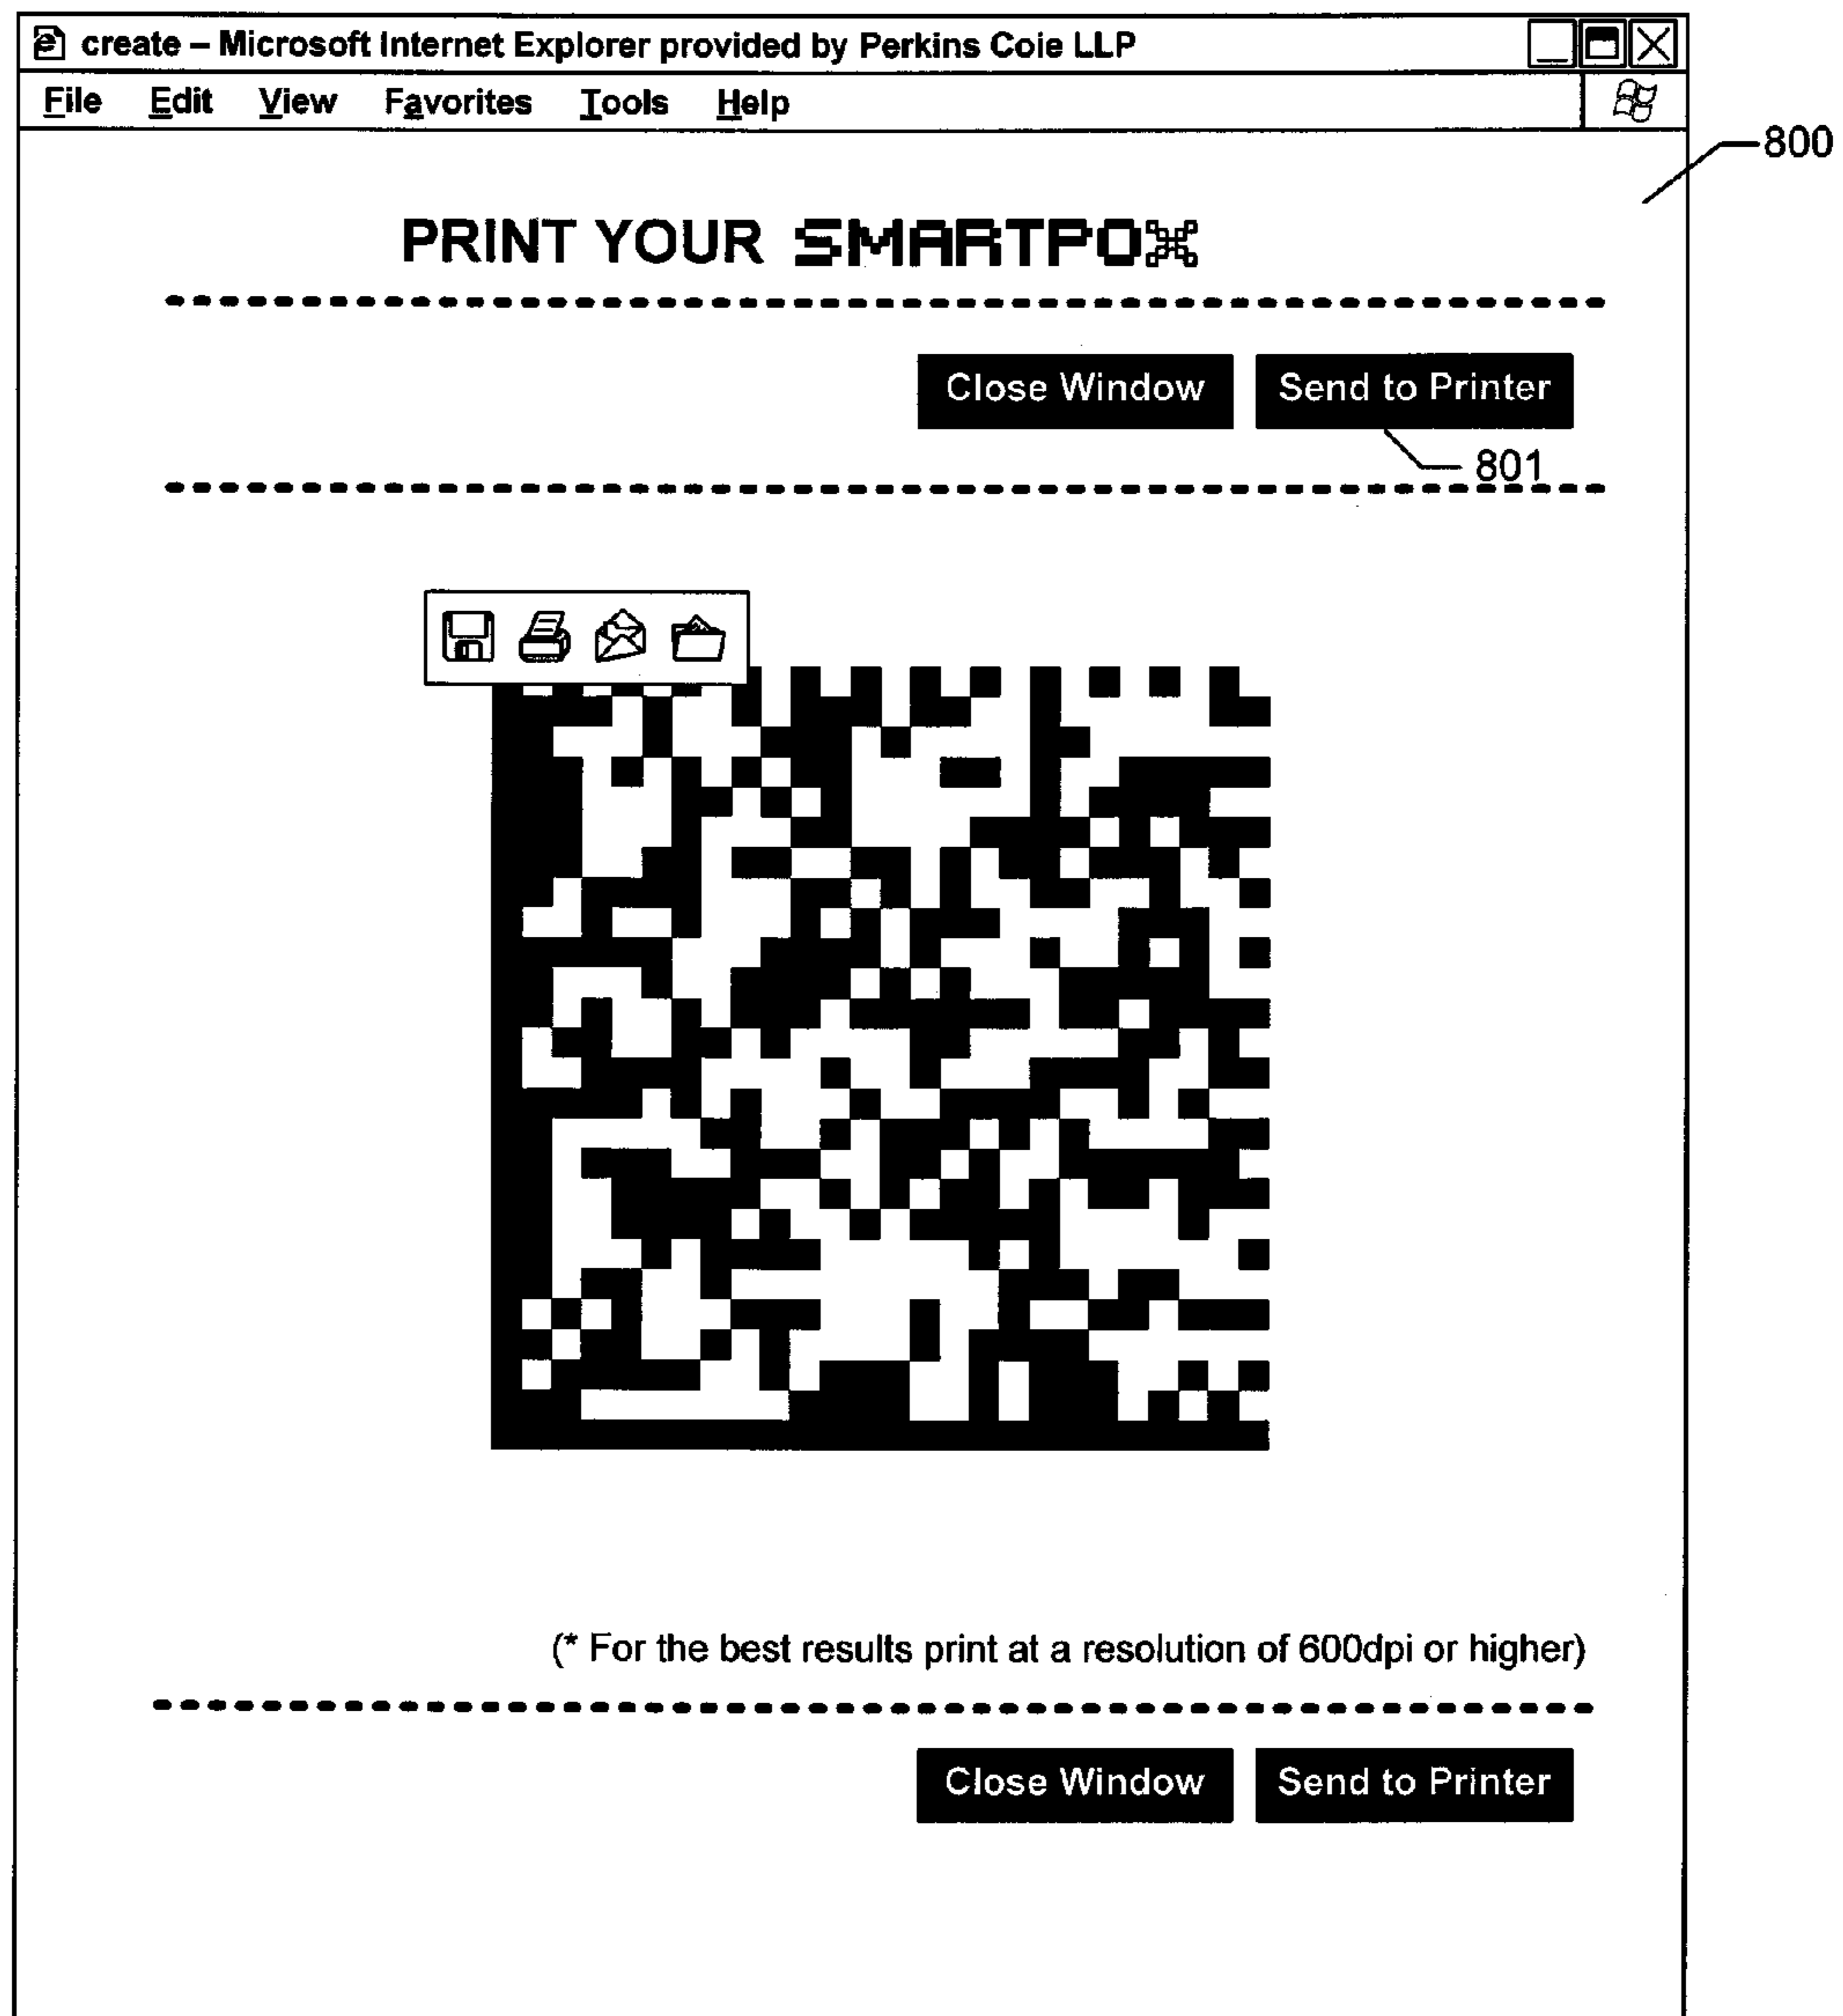 create – Microsoft Internet Explorer provided by Perkins Coie LLP
File Edit View Favorites Tools Help
800
PRINT YOUR SMARTPOX
Close Window Send to Printer
801
(* For the best results print at a resolution of 600dpi or higher)
Close Window Send to Printer